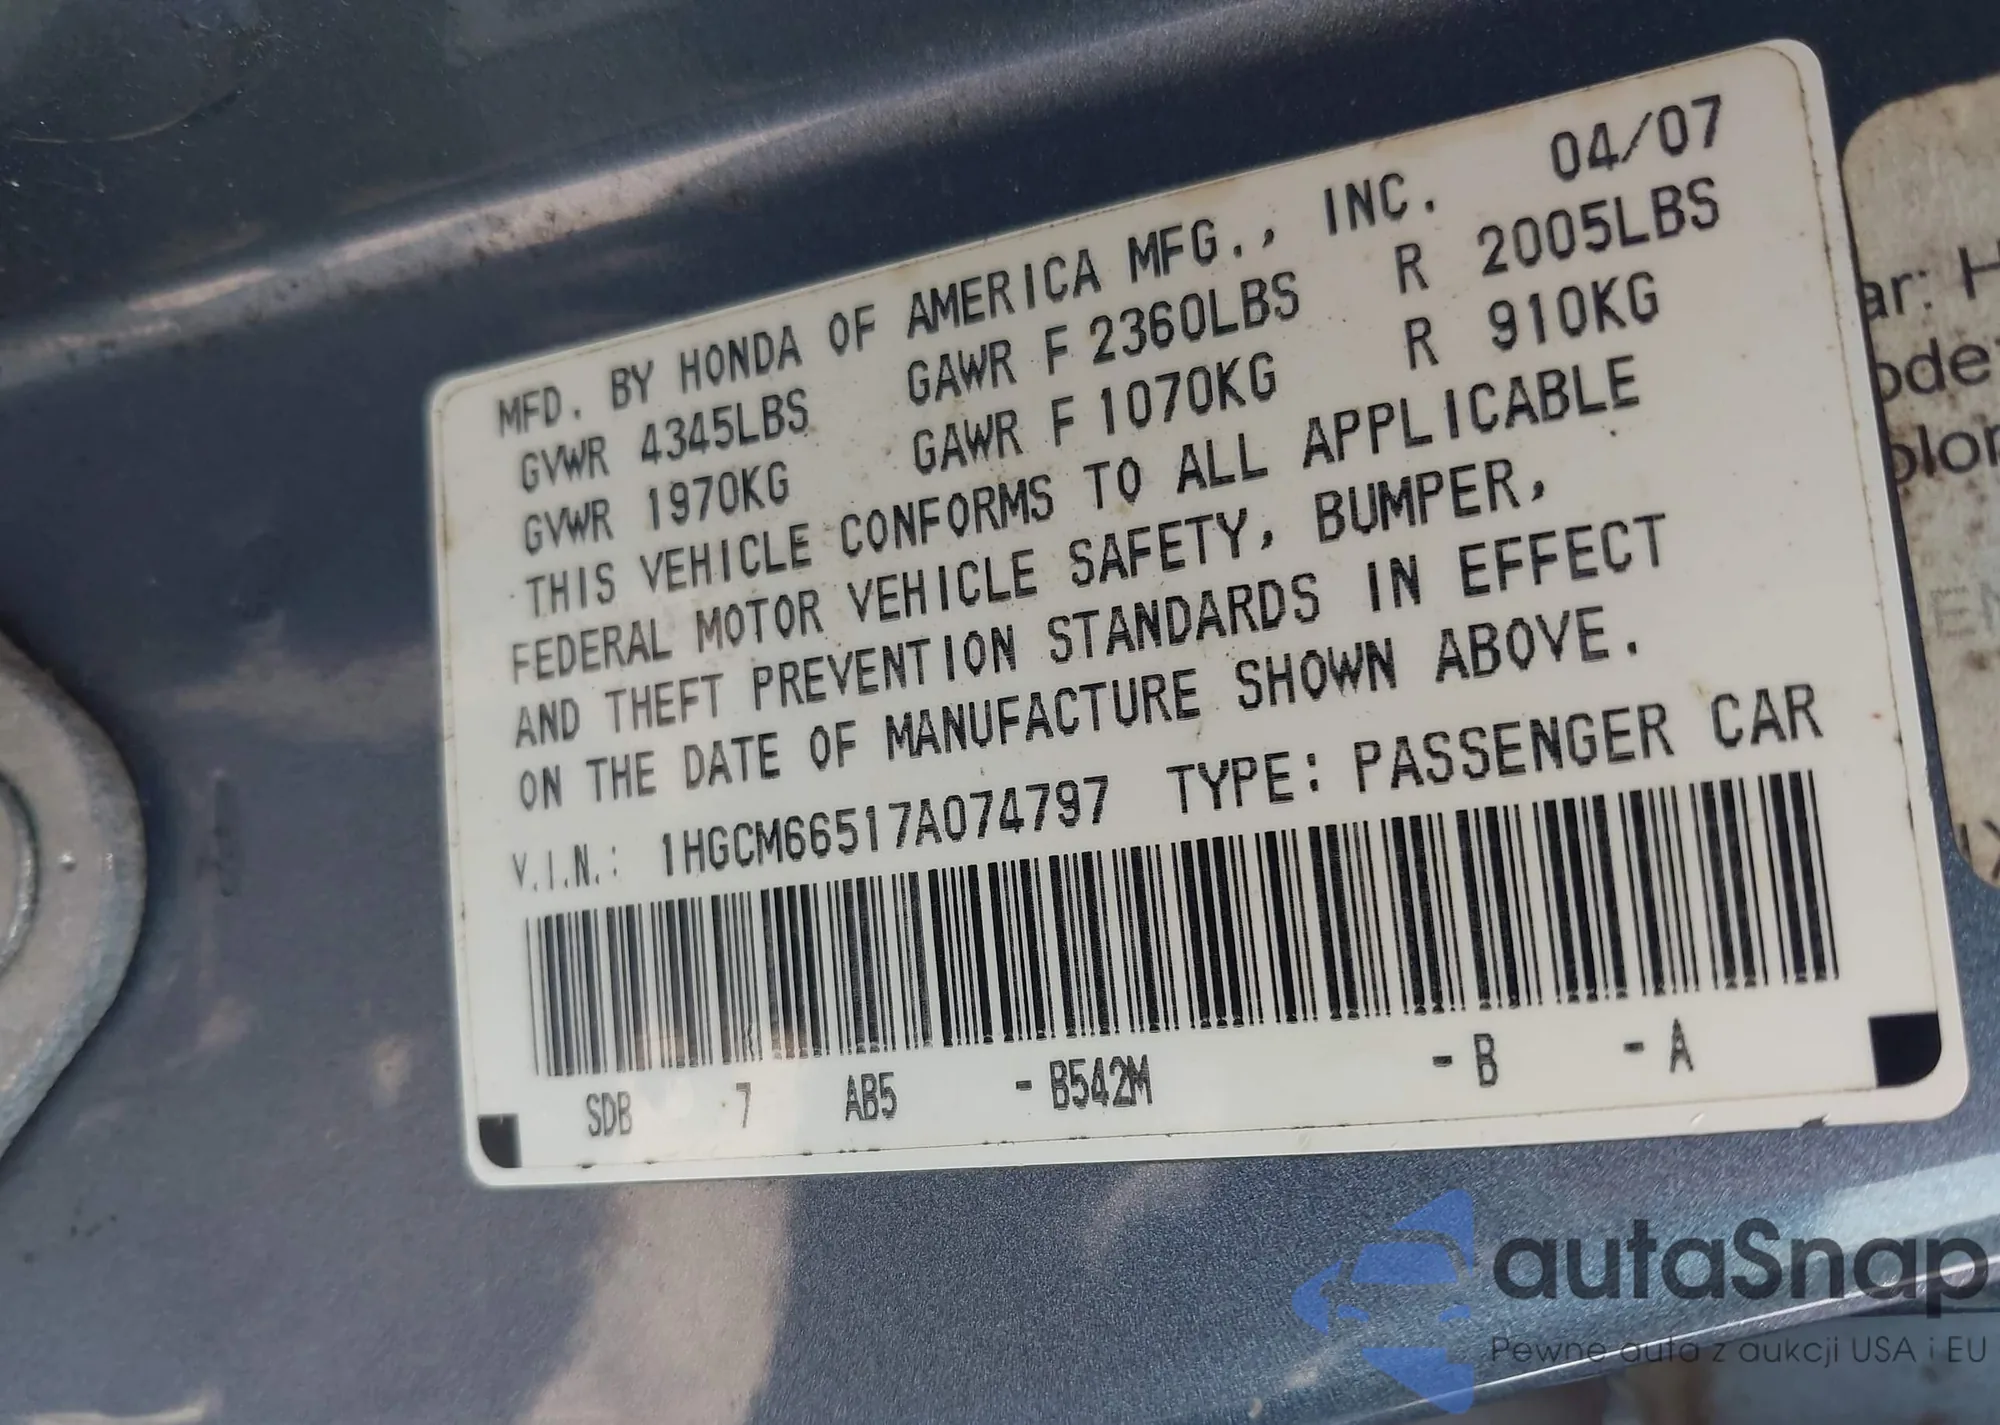 MFD. BY HONDA OF AMERICA MFG., INC. 04/07
GVWR 4345LBS GAWR F 2360LBS R 2005LBS
GVWR 1970KG GAWR F 1070KG R 910KG
THIS VEHICLE CONFORMS TO ALL APPLICABLE
FEDERAL MOTOR VEHICLE SAFETY, BUMPER,
AND THEFT PREVENTION STANDARDS IN EFFECT
ON THE DATE OF MANUFACTURE SHOWN ABOVE.
V.I.N.: 1HGCM66517A074797 TYPE: PASSENGER CAR
SDB 7 AB5 - B542M - B - A
autaSnap
Pewne auta z aukcji USA i EU